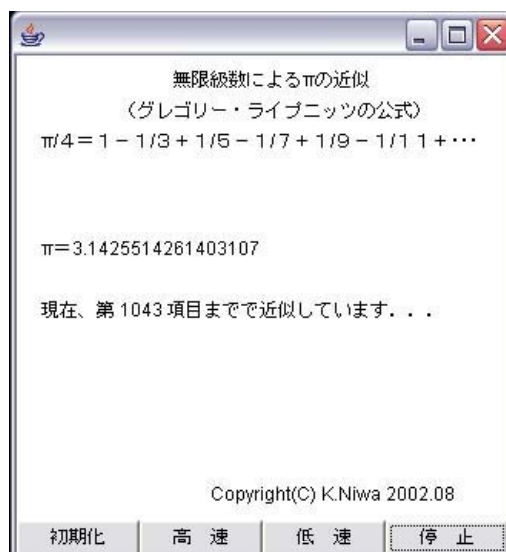 無限級数によるπの近似
（グレゴリー・ライプニッツの公式）
π/4＝1－1/3＋1/5－1/7＋1/9－1/11＋…
π＝3.1425514261403107
現在、第1043項目までで近似しています．．．
Copyright(C) K.Niwa 2002.08
初期化 高 速 低 速 停 止